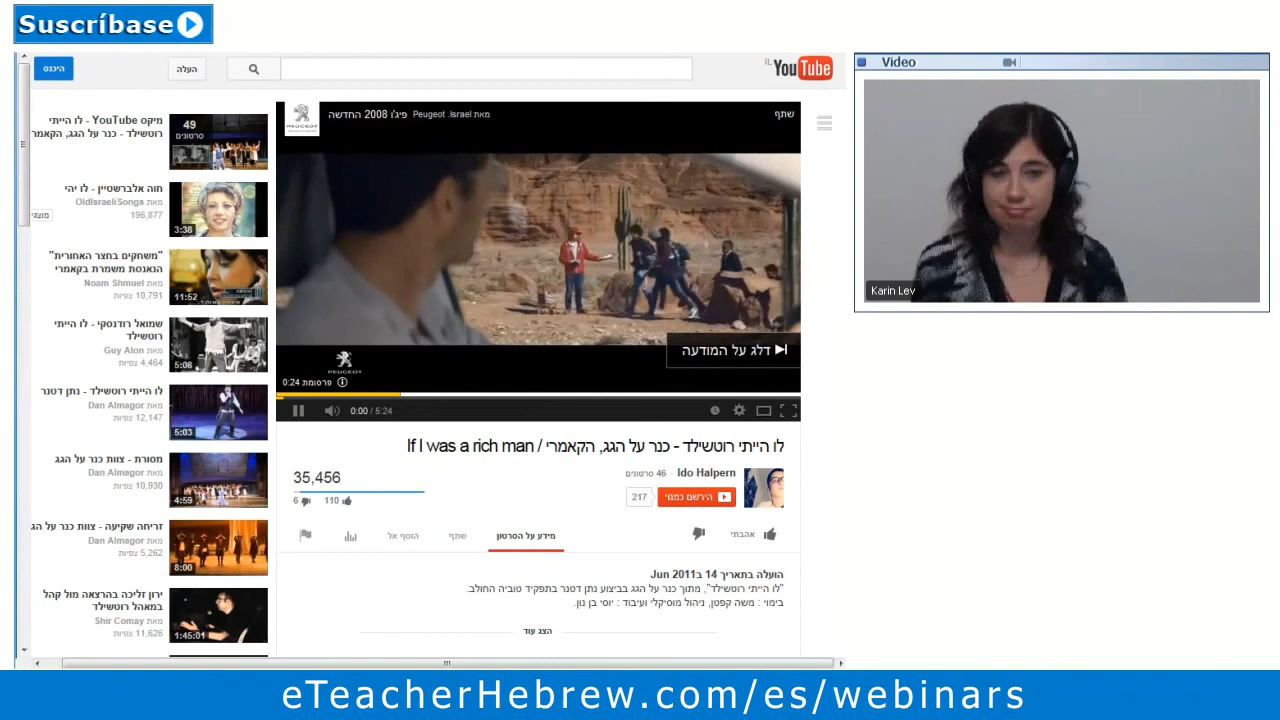 Suscríbase
היכנס
העלה
IL YouTube
PEUGEOT
פיג'ו 2008 החדשה
מאת Peugeot .Israel
שתף
דלג על המודעה
PEUGEOT
פרסומת 0:24
0:00 / 5:24
לו הייתי רוטשילד - כנר על הגג, הקאמרי / If I was a rich man
35,456
6
110
Ido Halpern · 46 סרטונים
הירשם כמנוי
217
אהבתי
מידע על הסרטון
שתף
הוסף אל
הועלה בתאריך 14 בJun 2011
"לו הייתי רוטשילד", מתוך כנר על הגג בביצוע נתן דטנר בתפקיד טוביה החולב.
בימוי : משה קפטן, ניהול מוסיקלי ועיבוד : יוסי בן נון.
הצג עוד
49
סרטונים
מיקס YouTube - לו הייתי
רוטשילד - כנר על הגג, הקאמר
3:38
חוה אלברשטיין - לו יהי
מאת OldIsraeliSongs
196,877
מוצגי
11:52
"משחקים בחצר האחורית"
הנאנטס משמרת בקאמרי
מאת Noam Shmuel
10,791 צפיות
5:08
שמואל רודנסקי - לו הייתי
רוטשילד
מאת Guy Alon
4,464 צפיות
5:03
לו הייתי רוטשילד - נתן דטנר
מאת Dan Almagor
12,147 צפיות
4:59
מסורת - צוות כנר על הגג
מאת Dan Almagor
10,930 צפיות
8:00
זריחה שקיעה - צוות כנר על הג
מאת Dan Almagor
5,262 צפיות
1:45:01
ירון זליכה בהרצאה מול קהל
במאהל רוטשילד
מאת Shir Comay
11,626 צפיות
Video
Karin Lev
eTeacherHebrew.com/es/webinars